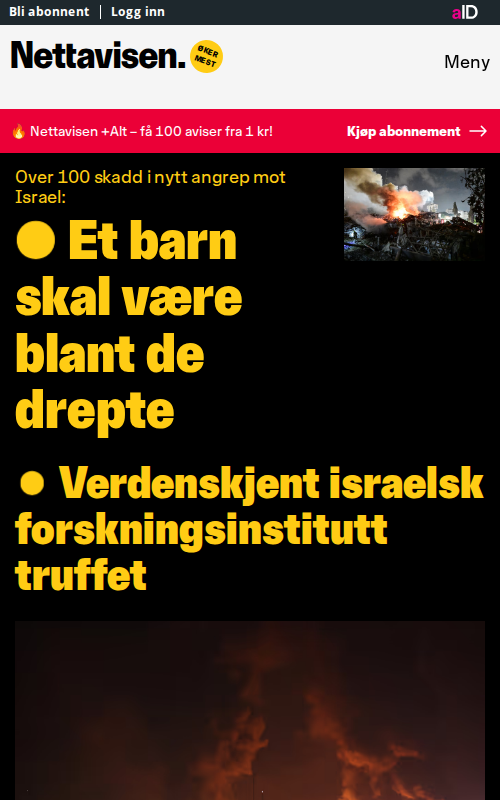 Bli abonnent | Logg inn
aID
Nettavisen.
ØKER
MEST
Meny
🔥 Nettavisen +Alt – få 100 aviser fra 1 kr!
Kjøp abonnement →
Over 100 skadd i nytt angrep mot
Israel:
Et barn
skal være
blant de
drepte
Verdenskjent israelsk
forskningsinstitutt
truffet